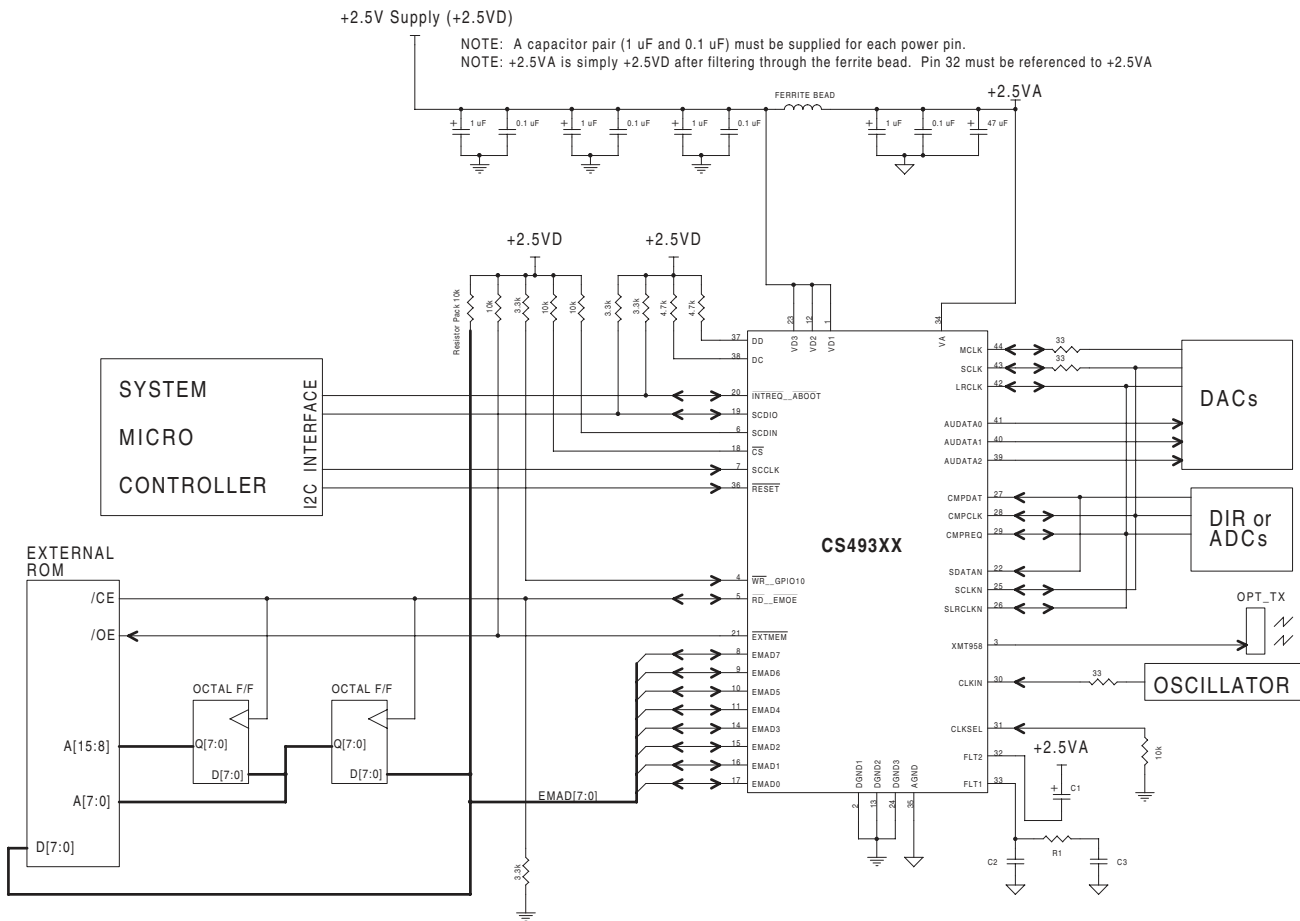 +2.5V Supply (+2.5VD)
NOTE: A capacitor pair (1 uF and 0.1 uF) must be supplied for each power pin.
NOTE: +2.5VA is simply +2.5VD after filtering through the ferrite bead. Pin 32 must be referenced to +2.5VA
FERRITE BEAD
+2.5VA
+ 1 uF
0.1 uF
+ 1 uF
0.1 uF
+ 1 uF
0.1 uF
+ 1 uF
0.1 uF
+ 47 uF
+2.5VD
+2.5VD
Resistor Pack 10k
10k
3.3k
10k
10k
3.3k
3.3k
4.7k
4.7k
23
12
1
34
VD3
VD2
VD1
VA
SYSTEM
MICRO
CONTROLLER
I2C INTERFACE
37 DD
38 DC
20 INTREQ__ABOOT
19 SCDIO
6 SCDIN
18 CS
7 SCCLK
36 RESET
4 WR__GPIO10
5 RD__EMOE
21 EXTMEM
8 EMAD7
9 EMAD6
10 EMAD5
11 EMAD4
14 EMAD3
15 EMAD2
16 EMAD1
17 EMAD0
CS493XX
MCLK 44
33
SCLK 43
33
LRCLK 42
AUDATA0 41
AUDATA1 40
AUDATA2 39
CMPDAT 27
CMPCLK 28
CMPREQ 29
SDATAN 22
SCLKN 25
SLRCLKN 26
XMT958 3
CLKIN 30
33
CLKSEL 31
FLT2 32
FLT1 33
DACs
DIR or
ADCs
OPT_TX
OSCILLATOR
10k
+2.5VA
+ C1
C2
R1
C3
DGND1
DGND2
DGND3
AGND
2
13
24
35
EXTERNAL
ROM
/CE
/OE
A[15:8]
A[7:0]
D[7:0]
OCTAL F/F
Q[7:0]
D[7:0]
OCTAL F/F
Q[7:0]
D[7:0]
EMAD[7:0]
3.3k